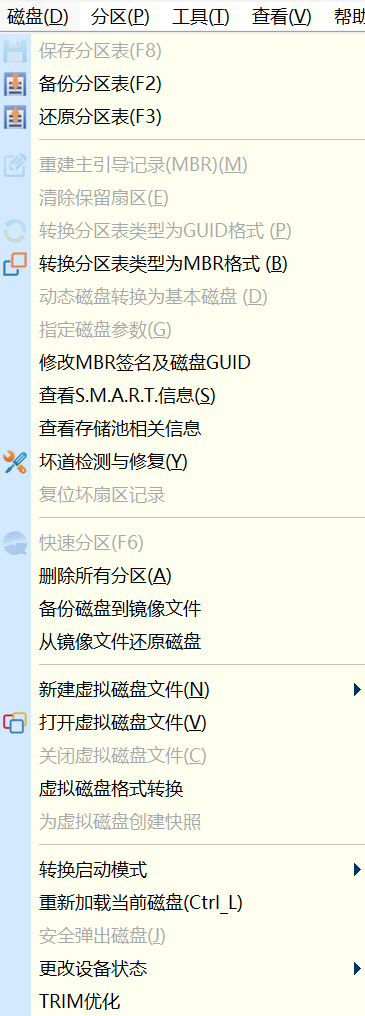 磁盘(D) 分区(P) 工具(T) 查看(V) 帮助
保存分区表(F8)
备份分区表(F2)
还原分区表(F3)
重建主引导记录(MBR)(M)
清除保留扇区(E)
转换分区表类型为GUID格式 (P)
转换分区表类型为MBR格式 (B)
动态磁盘转换为基本磁盘 (D)
指定磁盘参数(G)
修改MBR签名及磁盘GUID
查看S.M.A.R.T.信息(S)
查看存储池相关信息
坏道检测与修复(Y)
复位坏扇区记录
快速分区(F6)
删除所有分区(A)
备份磁盘到镜像文件
从镜像文件还原磁盘
新建虚拟磁盘文件(N)
打开虚拟磁盘文件(V)
关闭虚拟磁盘文件(C)
虚拟磁盘格式转换
为虚拟磁盘创建快照
转换启动模式
重新加载当前磁盘(Ctrl_L)
安全弹出磁盘(J)
更改设备状态
TRIM优化